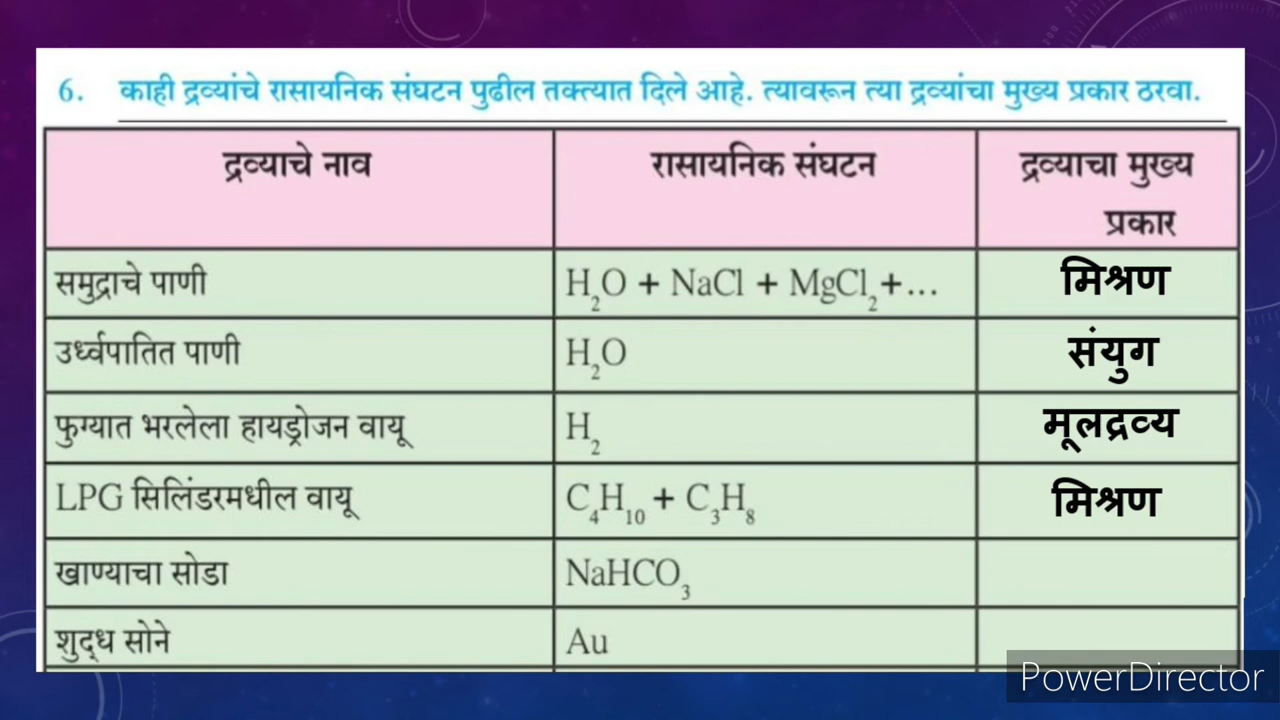 6. काही द्रव्यांचे रासायनिक संघटन पुढील तक्त्यात दिले आहे. त्यावरून त्या द्रव्यांचा मुख्य प्रकार ठरवा.
द्रव्याचे नाव रासायनिक संघटन द्रव्याचा मुख्य
प्रकार
समुद्राचे पाणी H₂O + NaCl + MgCl₂+... मिश्रण
उर्ध्वपातित पाणी H₂O संयुग
फुग्यात भरलेला हायड्रोजन वायू H₂ मूलद्रव्य
LPG सिलिंडरमधील वायू C₄H₁₀ + C₃H₈ मिश्रण
खाण्याचा सोडा NaHCO₃
शुद्ध सोने Au
PowerDirector